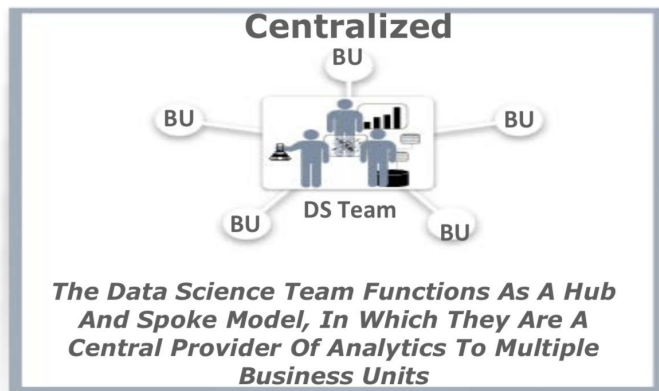 Centralized
BU
BU
BU
DS Team
BU
BU
The Data Science Team Functions As A Hub
And Spoke Model, In Which They Are A
Central Provider Of Analytics To Multiple
Business Units